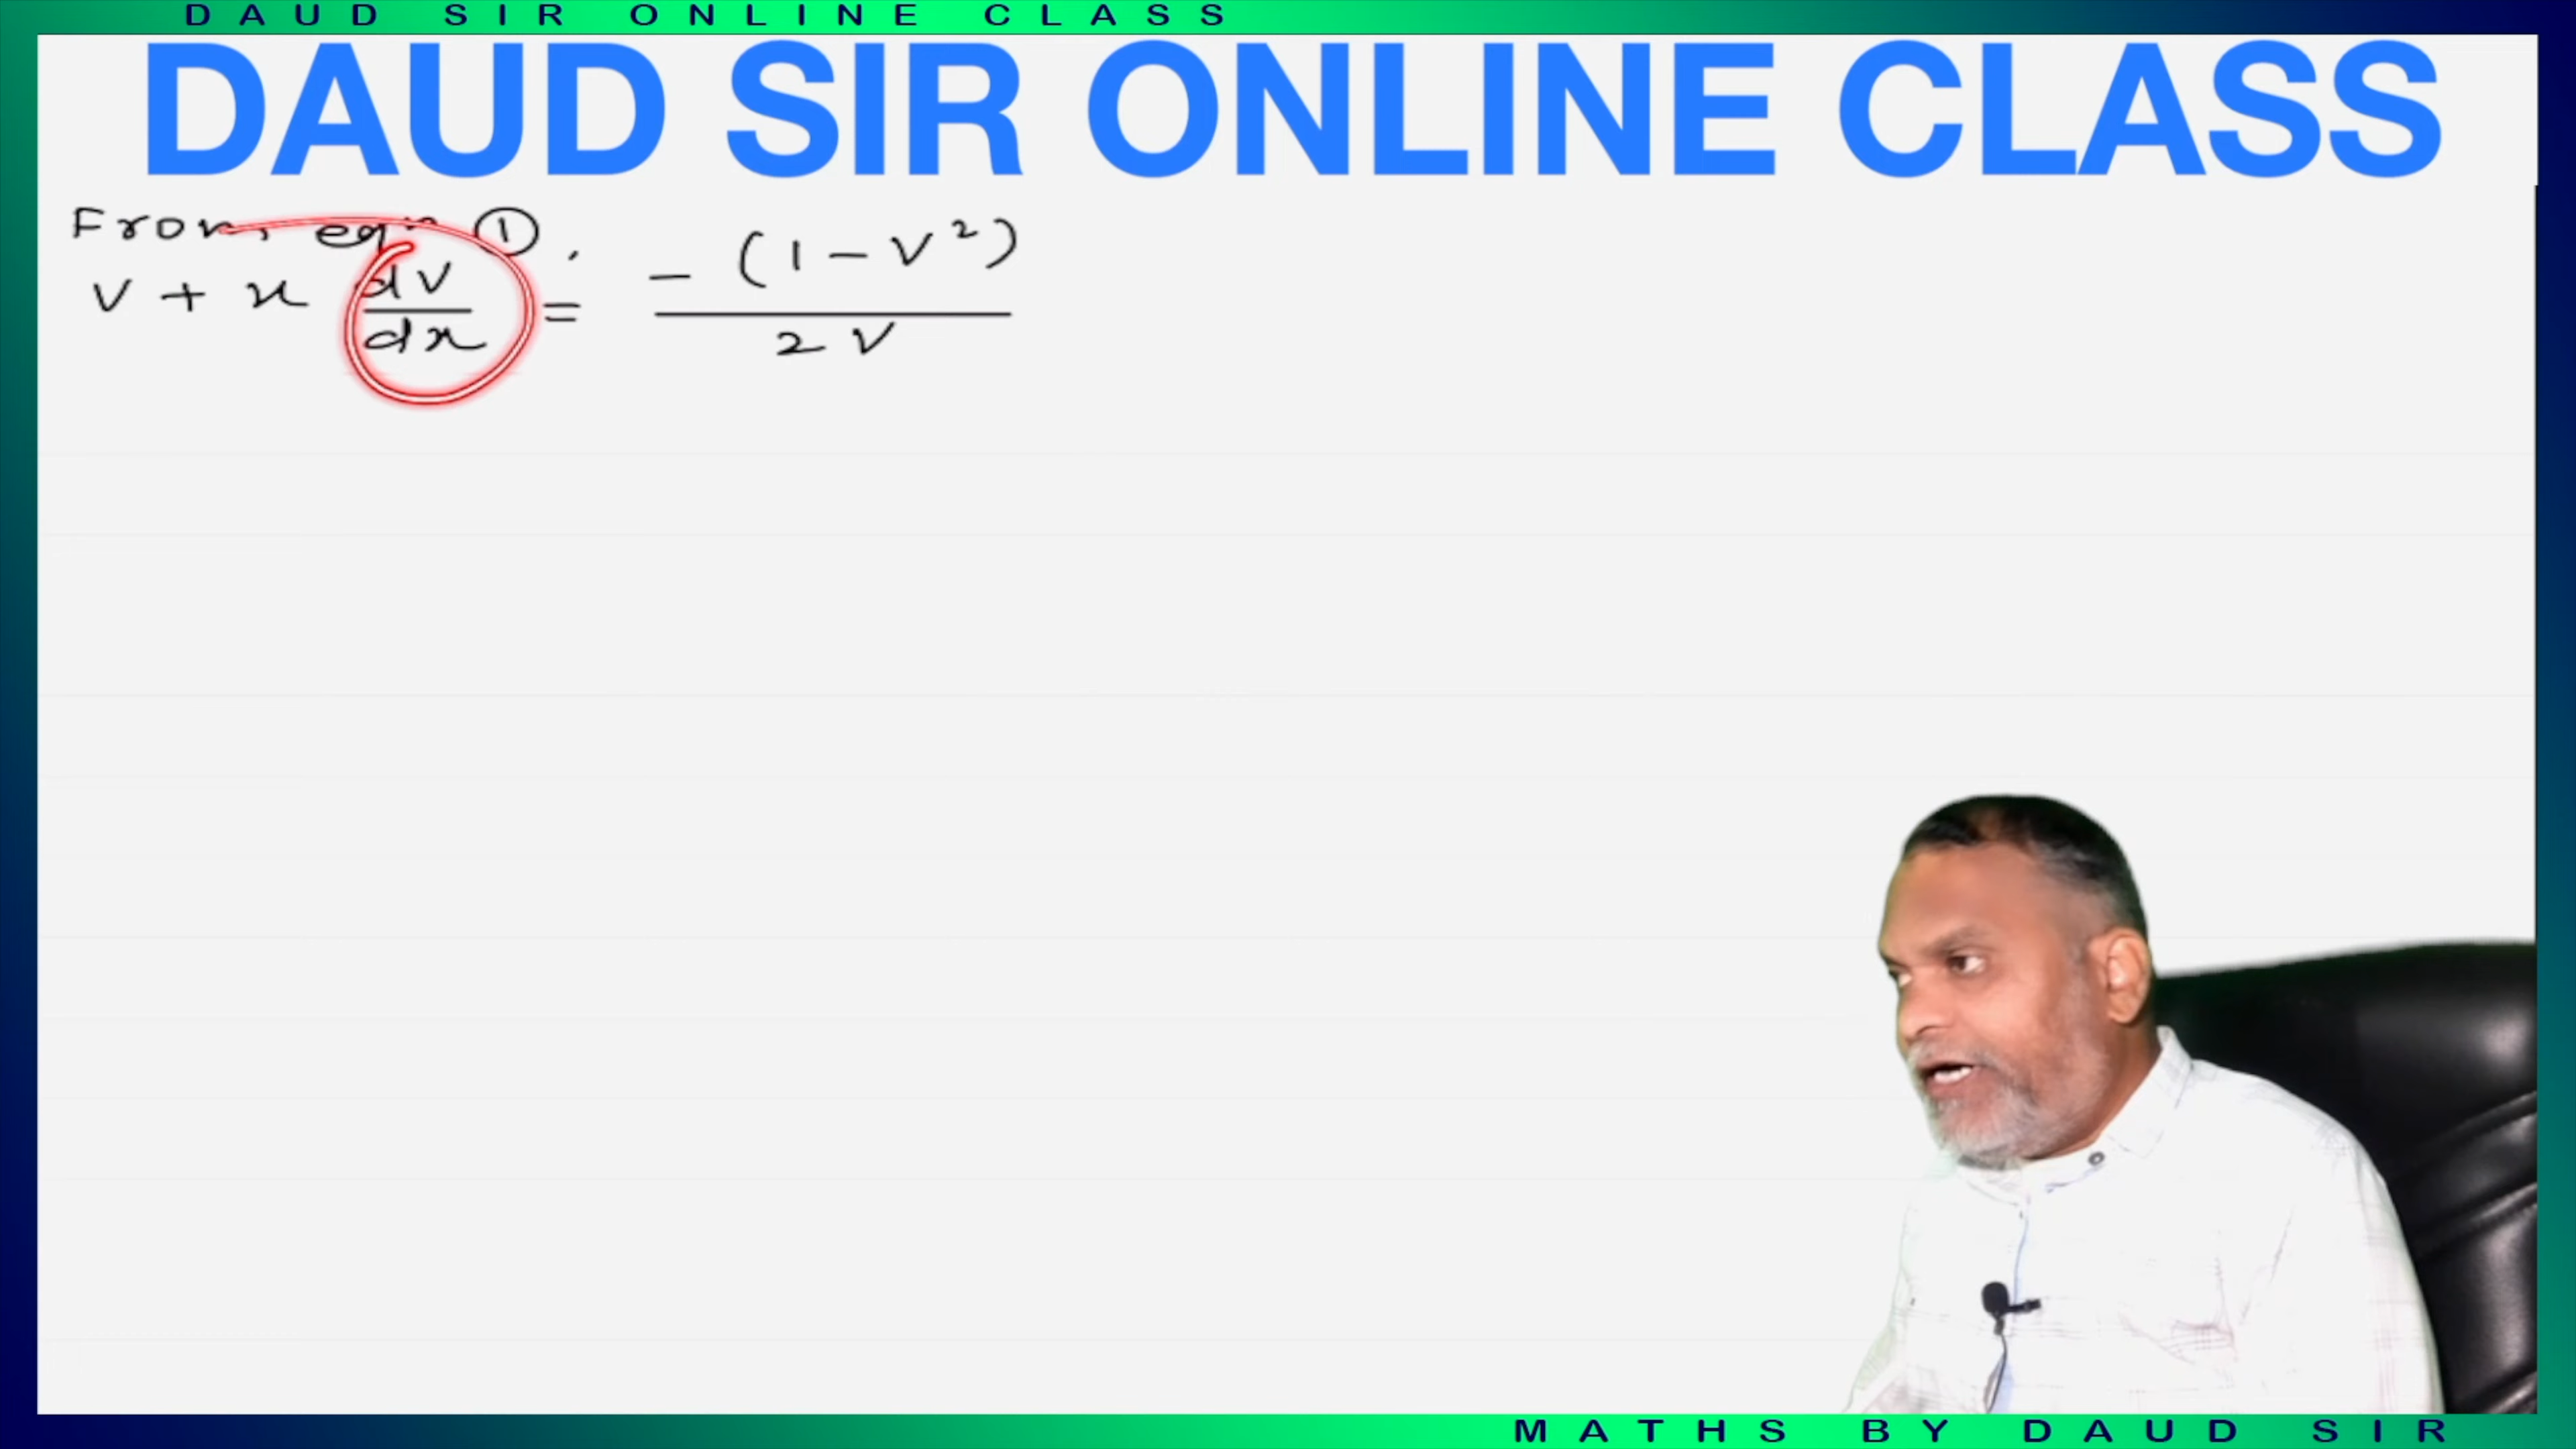 DAUD SIR ONLINE CLASS
DAUD SIR ONLINE CLASS
From eqn ①,
v + x dv/dx = -(1-v²)/2v
MATHS BY DAUD SIR